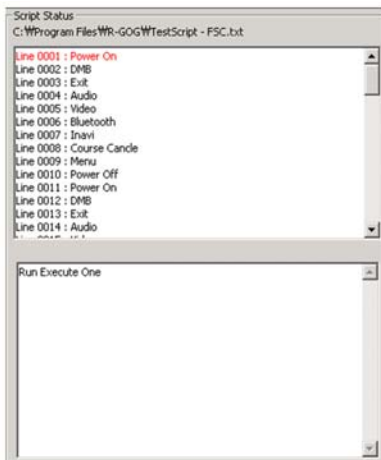 Script Status
C:₩Program Files₩R-GOG₩TestScript - FSC.txt
Line 0001 : Power On
Line 0002 : DMB
Line 0003 : Exit
Line 0004 : Audio
Line 0005 : Video
Line 0006 : Bluetooth
Line 0007 : Inavi
Line 0008 : Course Cancle
Line 0009 : Menu
Line 0010 : Power Off
Line 0011 : Power On
Line 0012 : DMB
Line 0013 : Exit
Line 0014 : Audio
Run Execute One